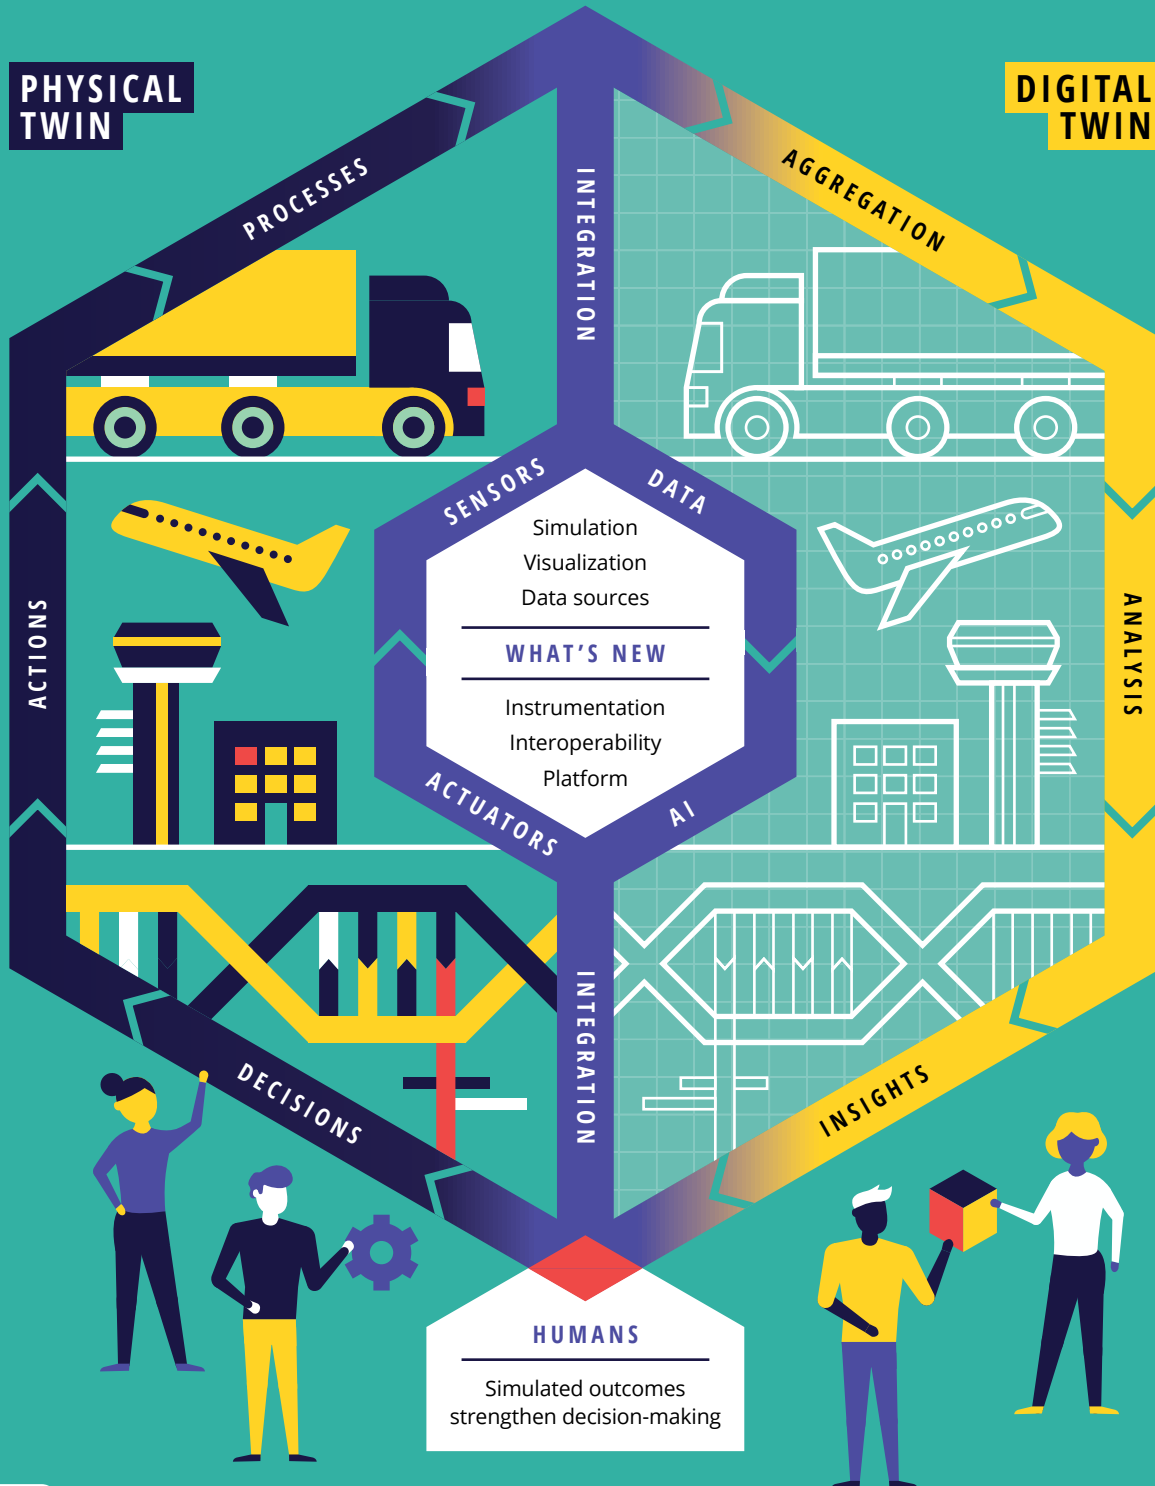 PHYSICAL
TWIN
DIGITAL
TWIN
PROCESSES
INTEGRATION
AGGREGATION
SENSORS
DATA
Simulation
Visualization
Data sources
WHAT'S NEW
Instrumentation
Interoperability
Platform
ACTIONS
ANALYSIS
ACTUATORS
AI
INTEGRATION
DECISIONS
INSIGHTS
HUMANS
Simulated outcomes
strengthen decision-making